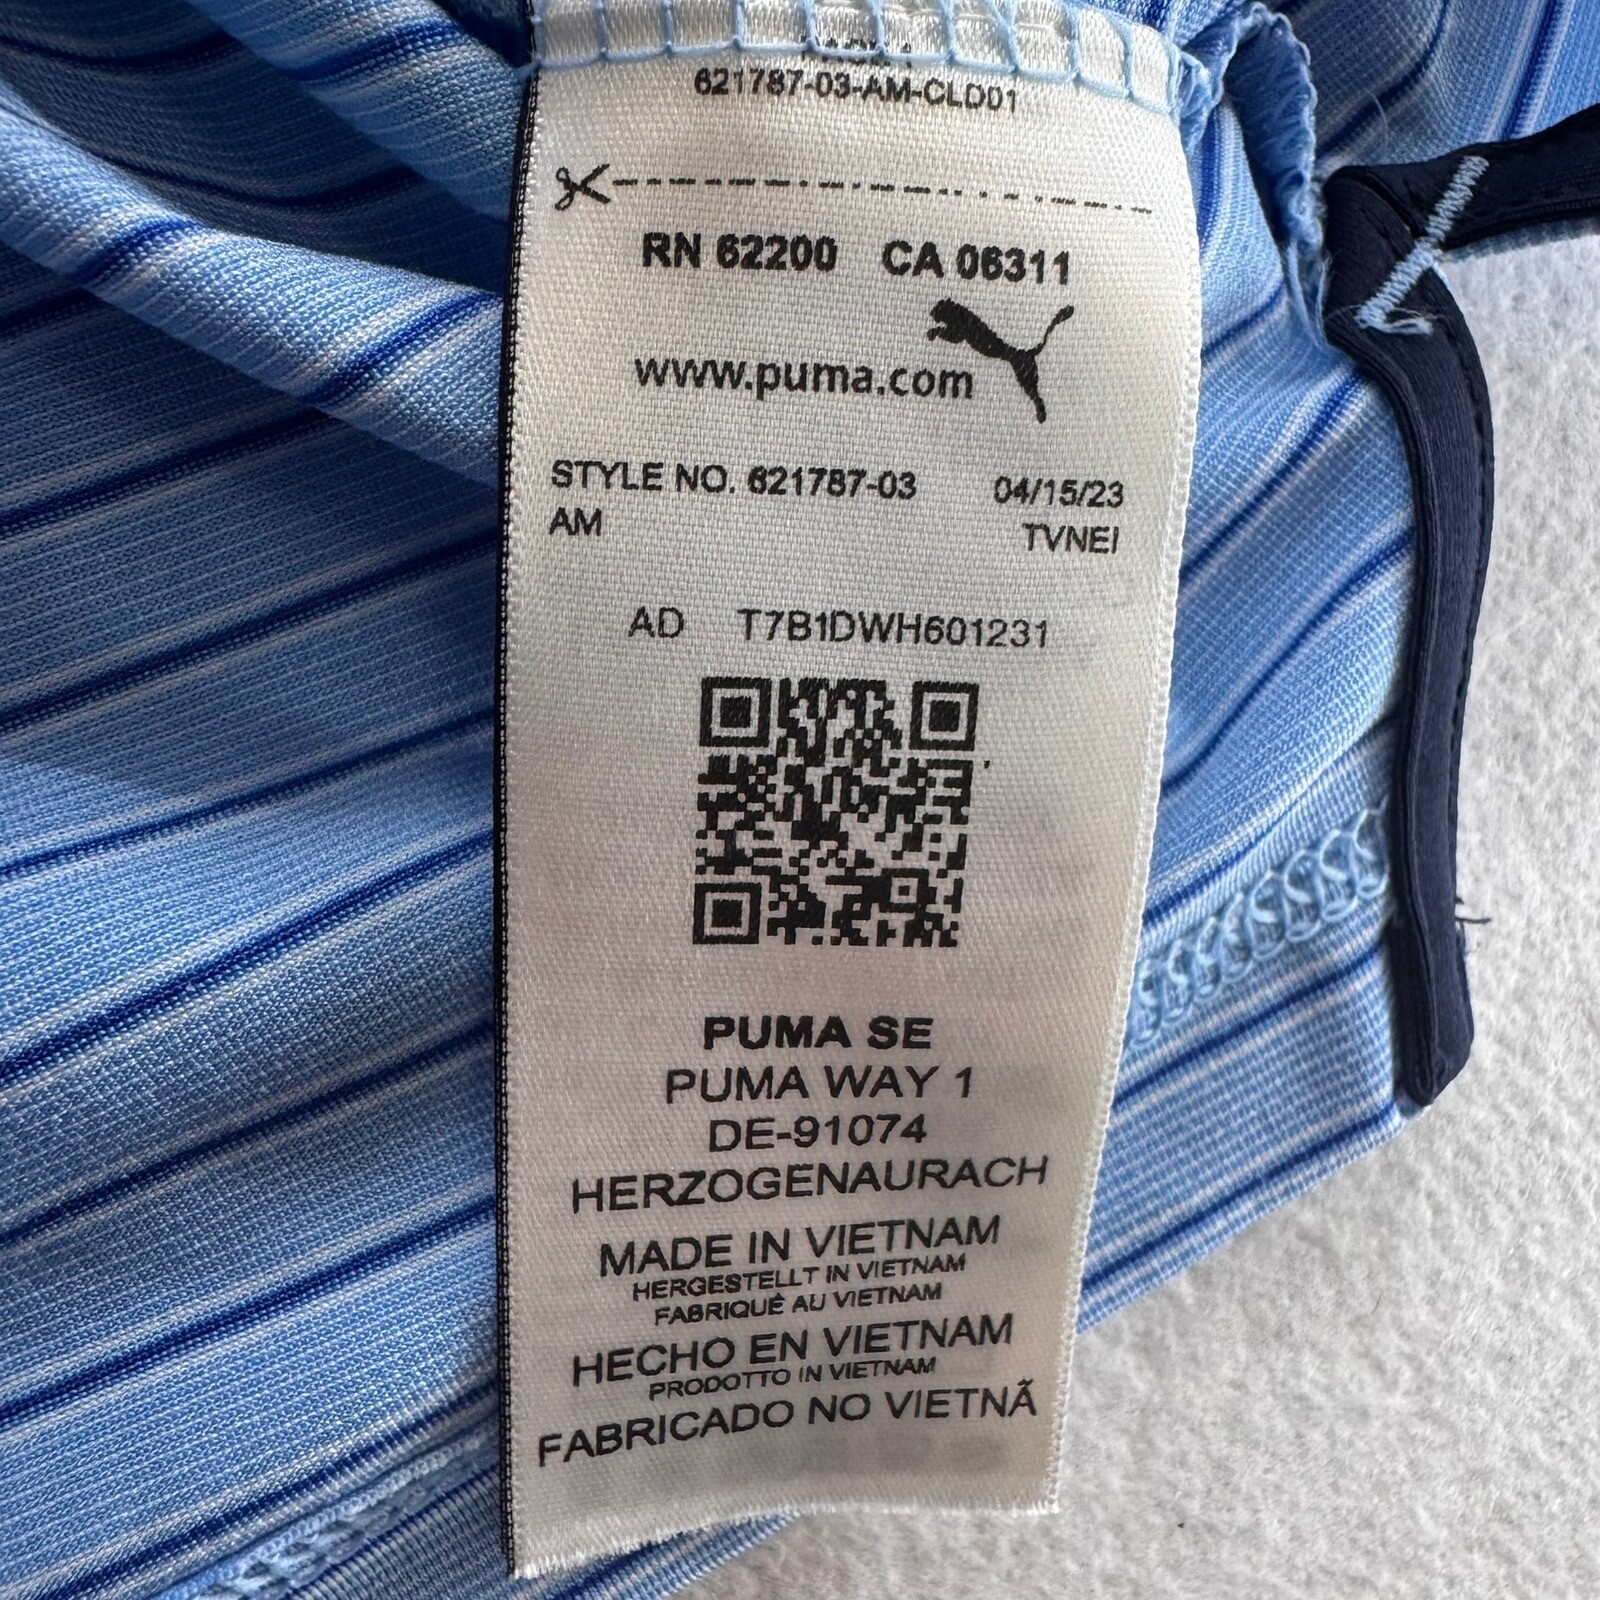 621787-03-AM-CLD01
RN 62200 CA 06311
www.puma.com
STYLE NO. 621787-03 04/15/23
AM TVNEI
AD T7B1DWH601231
PUMA SE
PUMA WAY 1
DE-91074
HERZOGENAURACH
MADE IN VIETNAM
HERGESTELLT IN VIETNAM
FABRIQUÉ AU VIETNAM
HECHO EN VIETNAM
PRODOTTO IN VIETNAM
FABRICADO NO VIETNÃ